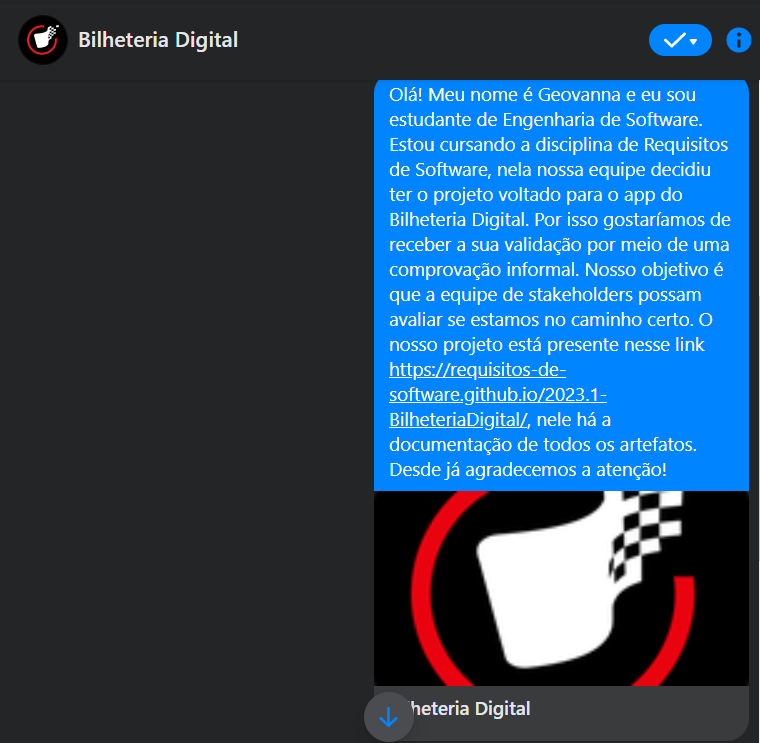 Bilheteria Digital
Olá! Meu nome é Geovanna e eu sou
estudante de Engenharia de Software.
Estou cursando a disciplina de Requisitos
de Software, nela nossa equipe decidiu
ter o projeto voltado para o app do
Bilheteria Digital. Por isso gostaríamos de
receber a sua validação por meio de uma
comprovação informal. Nosso objetivo é
que a equipe de stakeholders possam
avaliar se estamos no caminho certo. O
nosso projeto está presente nesse link
https://requisitos-de-
software.github.io/2023.1-
BilheteriaDigital/, nele há a
documentação de todos os artefatos.
Desde já agradecemos a atenção!
lheteria Digital